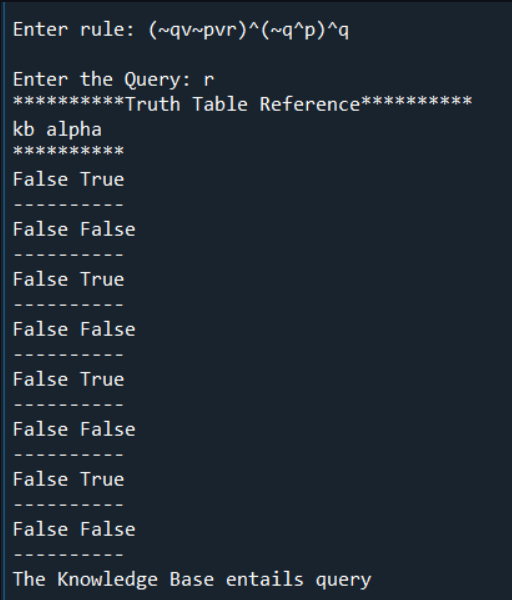 Enter rule: (~qv~pvr)^(~q^p)^q
Enter the Query: r
**********Truth Table Reference**********
kb alpha
**********
False True
----------
False False
----------
False True
----------
False False
----------
False True
----------
False False
----------
False True
----------
False False
----------
The Knowledge Base entails query